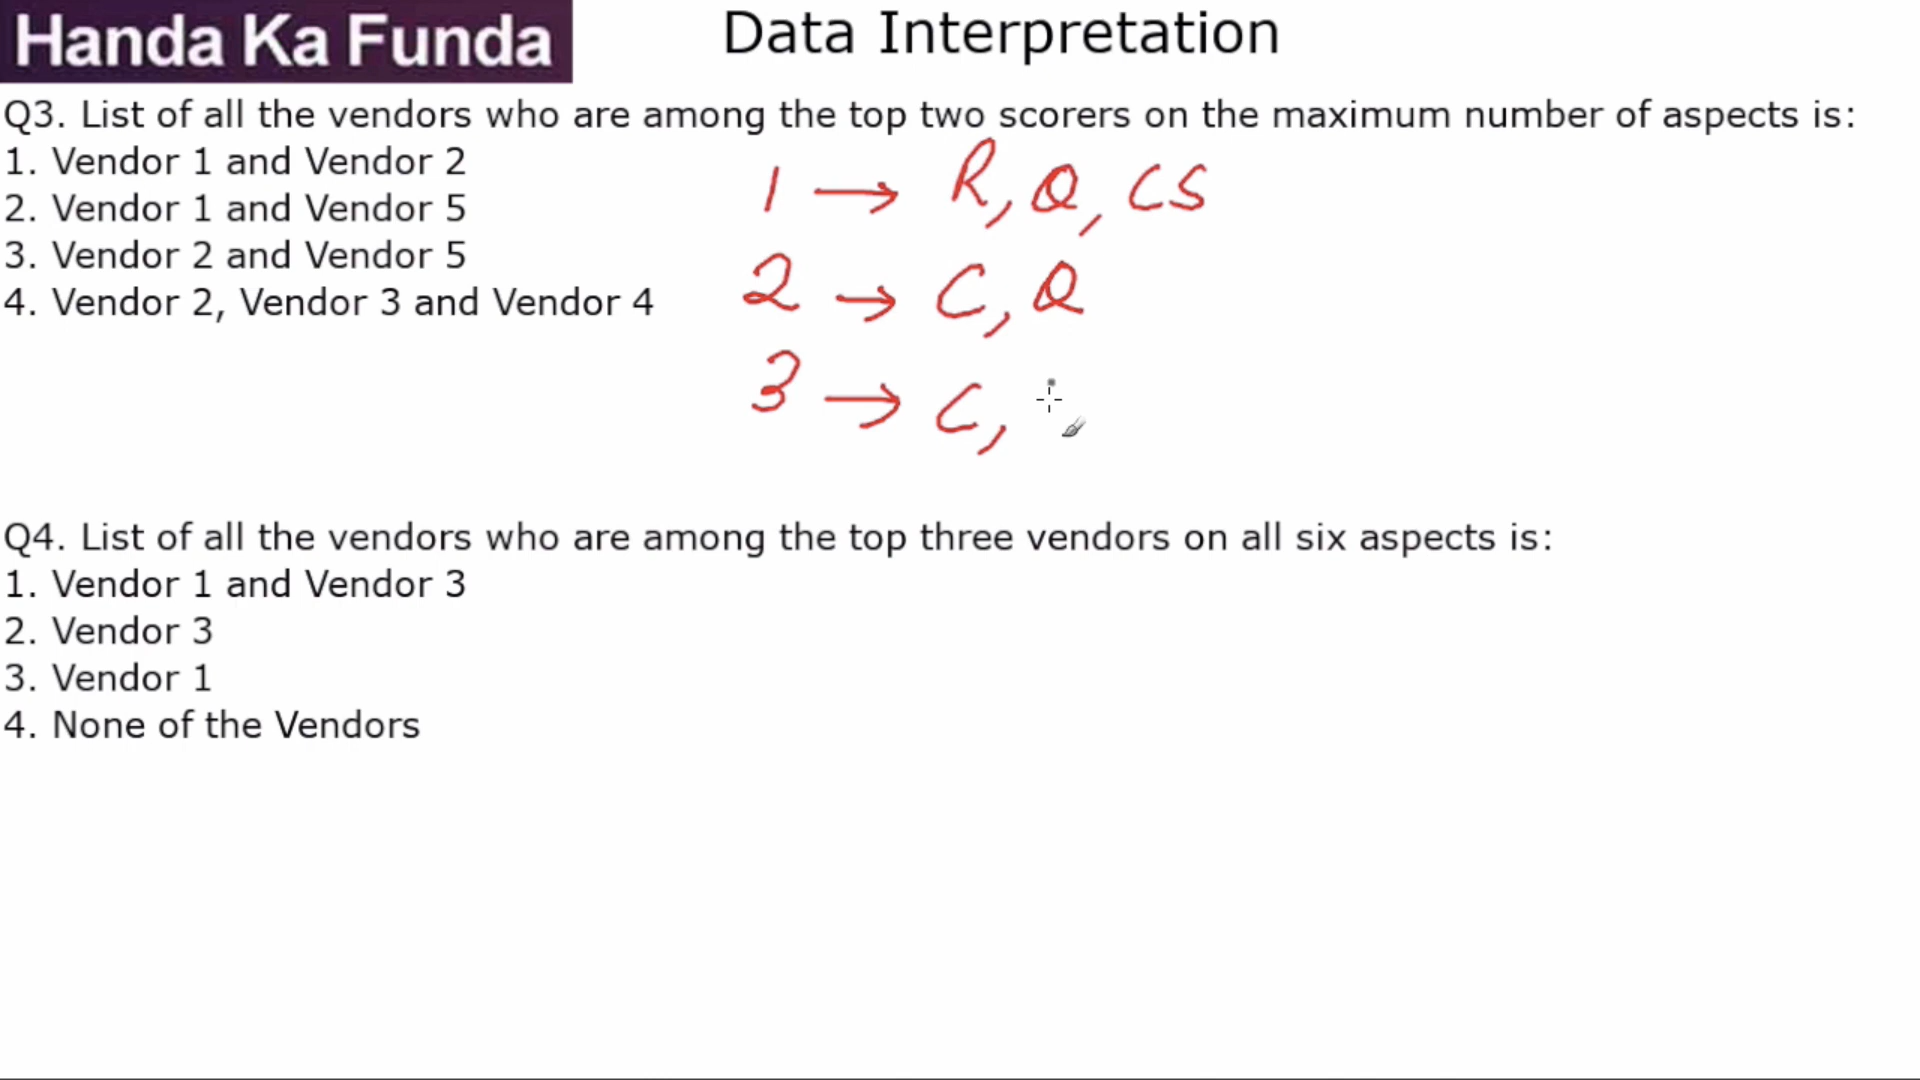 Handa Ka Funda
Data Interpretation
Q3. List of all the vendors who are among the top two scorers on the maximum number of aspects is:
1. Vendor 1 and Vendor 2
2. Vendor 1 and Vendor 5
3. Vendor 2 and Vendor 5
4. Vendor 2, Vendor 3 and Vendor 4
1 → R, Q, CS
2 → C, Q
3 → C,
Q4. List of all the vendors who are among the top three vendors on all six aspects is:
1. Vendor 1 and Vendor 3
2. Vendor 3
3. Vendor 1
4. None of the Vendors